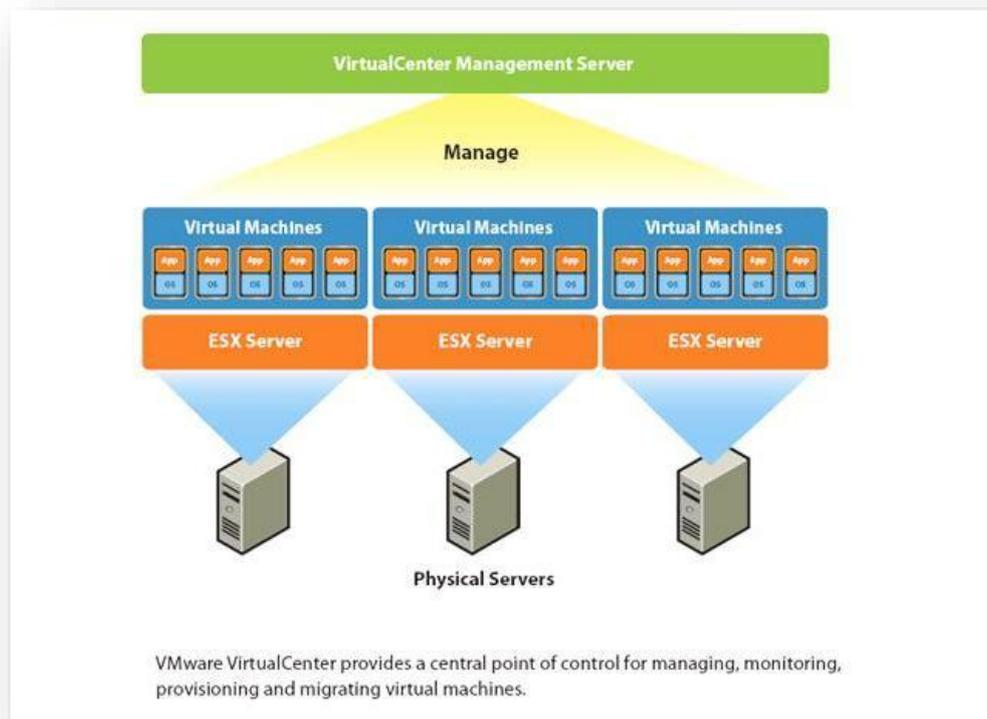 VirtualCenter Management Server
Manage
Virtual Machines
Virtual Machines
Virtual Machines
App App App App App
App App App App App
App App App App App
OS OS OS OS OS
OS OS OS OS OS
OS OS OS OS OS
ESX Server
ESX Server
ESX Server
Physical Servers
VMware VirtualCenter provides a central point of control for managing, monitoring,
provisioning and migrating virtual machines.